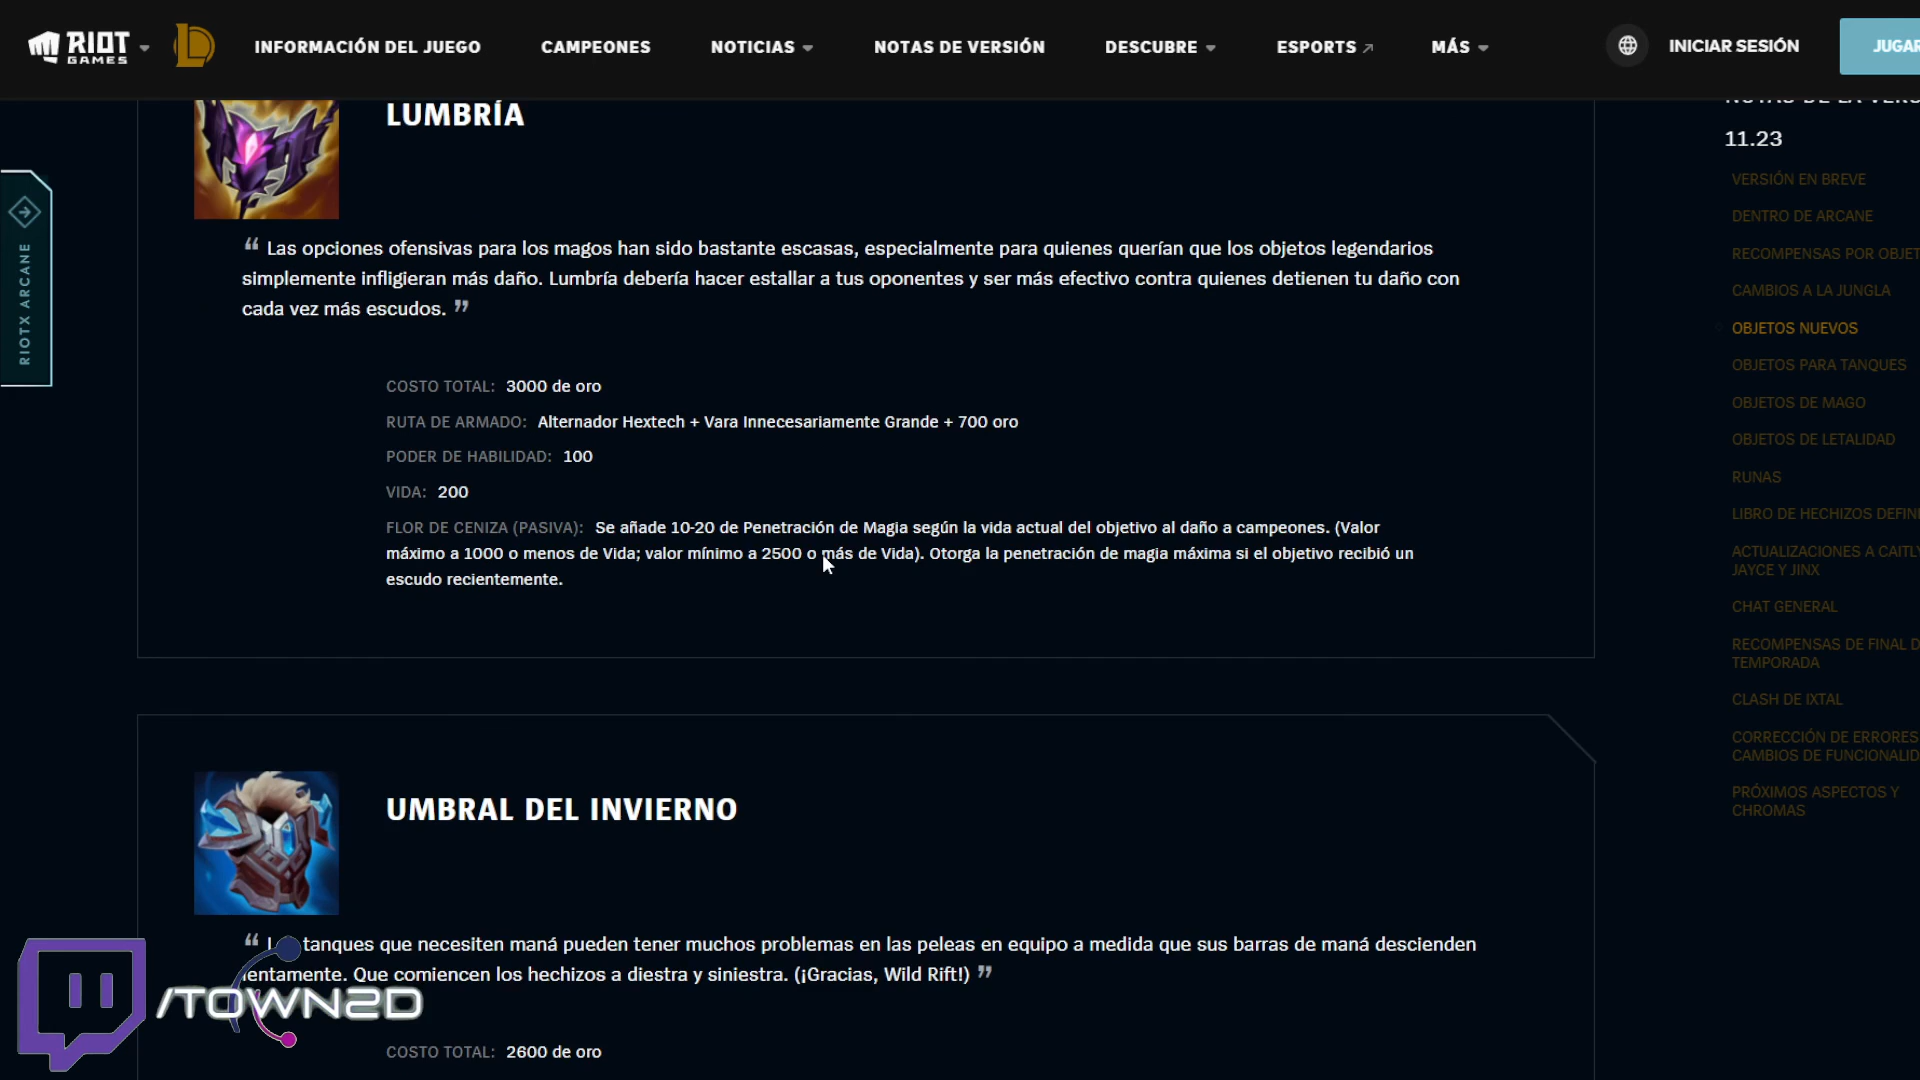 RIOT GAMES
INFORMACIÓN DEL JUEGO
CAMPEONES
NOTICIAS
NOTAS DE VERSIÓN
DESCUBRE
ESPORTS
MÁS
INICIAR SESIÓN
JUGAR
LUMBRÍA
“ Las opciones ofensivas para los magos han sido bastante escasas, especialmente para quienes querían que los objetos legendarios
simplemente infligieran más daño. Lumbría debería hacer estallar a tus oponentes y ser más efectivo contra quienes detienen tu daño con
cada vez más escudos. ”
COSTO TOTAL: 3000 de oro
RUTA DE ARMADO: Alternador Hextech + Vara Innecesariamente Grande + 700 oro
PODER DE HABILIDAD: 100
VIDA: 200
FLOR DE CENIZA (PASIVA): Se añade 10-20 de Penetración de Magia según la vida actual del objetivo al daño a campeones. (Valor
máximo a 1000 o menos de Vida; valor mínimo a 2500 o más de Vida). Otorga la penetración de magia máxima si el objetivo recibió un
escudo recientemente.
UMBRAL DEL INVIERNO
“ tanques que necesiten maná pueden tener muchos problemas en las peleas en equipo a medida que sus barras de maná descienden
lentamente. Que comiencen los hechizos a diestra y siniestra. (¡Gracias, Wild Rift!) ”
COSTO TOTAL: 2600 de oro
RIOTX ARCANE
/TOWN2D
NOTAS DE LA VERS
11.23
VERSIÓN EN BREVE
DENTRO DE ARCANE
RECOMPENSAS POR OBJET
CAMBIOS A LA JUNGLA
OBJETOS NUEVOS
OBJETOS PARA TANQUES
OBJETOS DE MAGO
OBJETOS DE LETALIDAD
RUNAS
LIBRO DE HECHIZOS DEFINI
ACTUALIZACIONES A CAITLY
JAYCE Y JINX
CHAT GENERAL
RECOMPENSAS DE FINAL D
TEMPORADA
CLASH DE IXTAL
CORRECCIÓN DE ERRORES
CAMBIOS DE FUNCIONALID
PRÓXIMOS ASPECTOS Y
CHROMAS